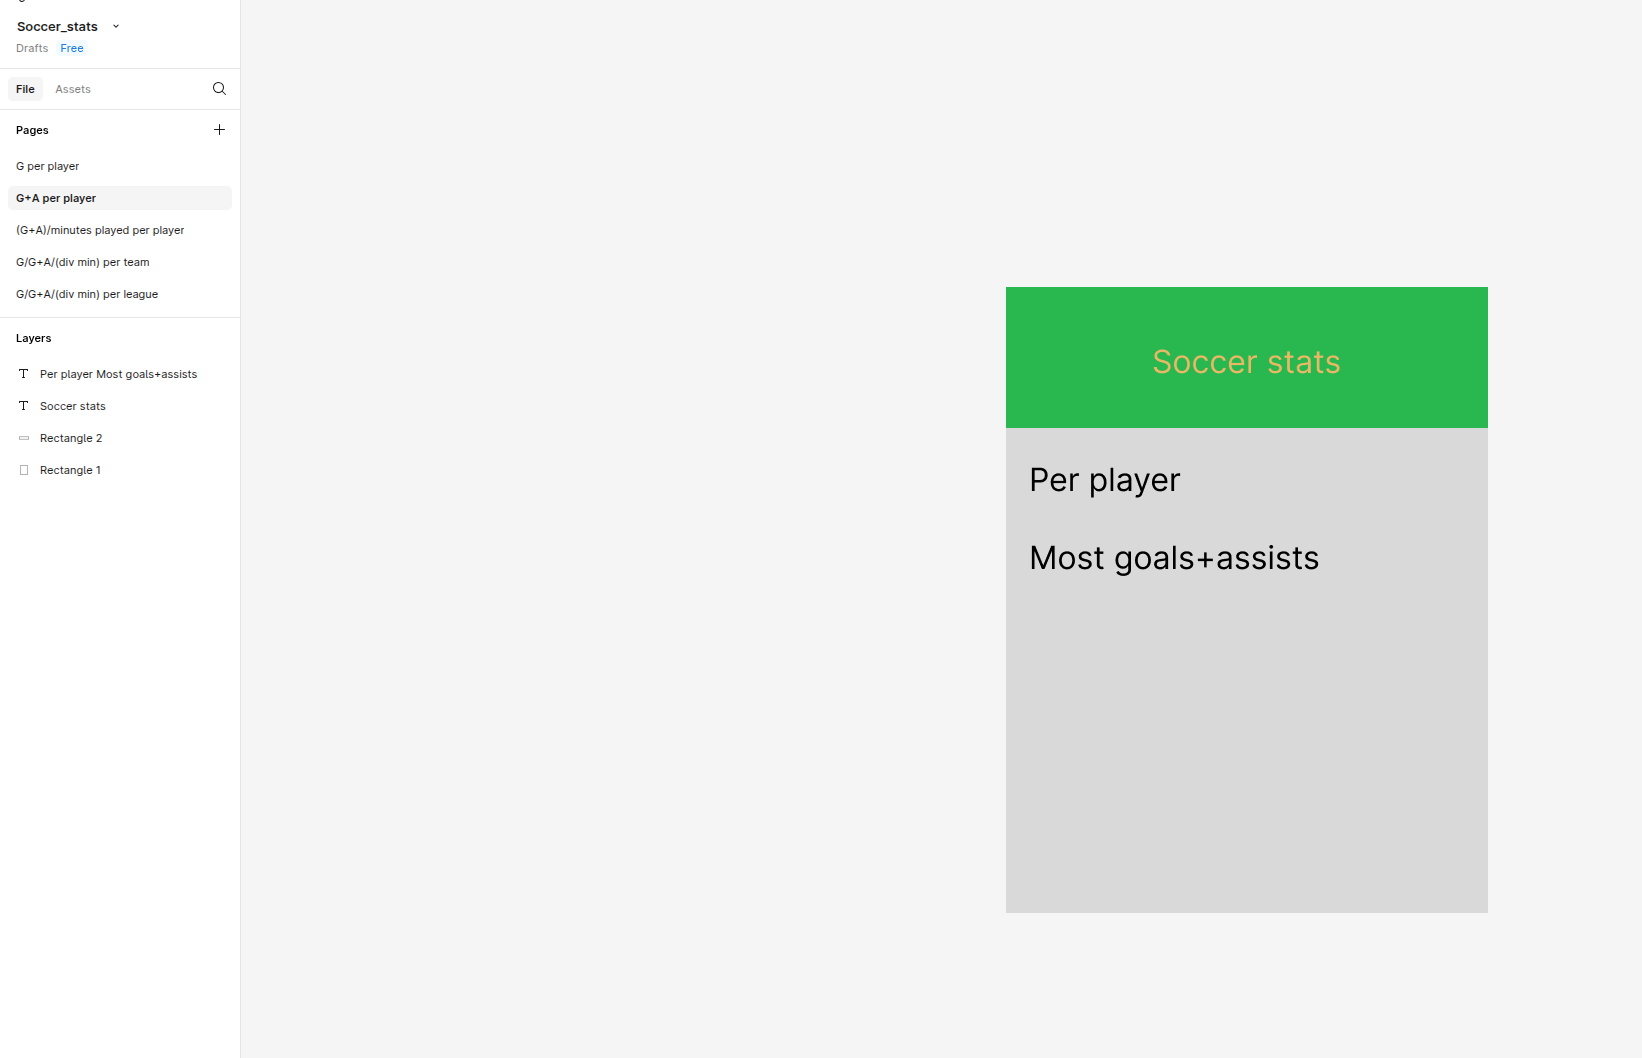 Soccer_stats
Drafts Free
File Assets
Pages
G per player
G+A per player
(G+A)/minutes played per player
G/G+A/(div min) per team
G/G+A/(div min) per league
Layers
Per player Most goals+assists
Soccer stats
Rectangle 2
Rectangle 1
Soccer stats
Per player
Most goals+assists